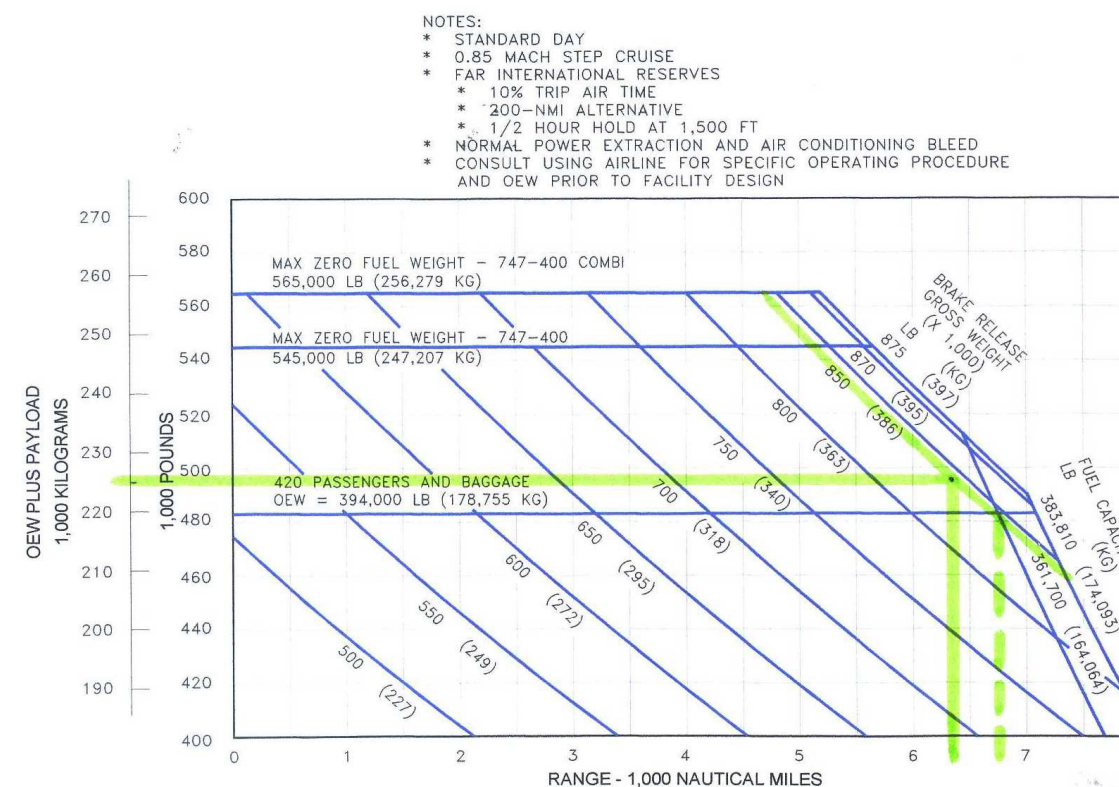 NOTES:
* STANDARD DAY
* 0.85 MACH STEP CRUISE
* FAR INTERNATIONAL RESERVES
* 10% TRIP AIR TIME
* 200-NMI ALTERNATIVE
* 1/2 HOUR HOLD AT 1,500 FT
* NORMAL POWER EXTRACTION AND AIR CONDITIONING BLEED
* CONSULT USING AIRLINE FOR SPECIFIC OPERATING PROCEDURE
AND OEW PRIOR TO FACILITY DESIGN
OEW PLUS PAYLOAD
1,000 KILOGRAMS
270
260
250
240
230
220
210
200
190
1,000 POUNDS
600
580
560
540
520
500
480
460
440
420
400
MAX ZERO FUEL WEIGHT - 747-400 COMBI
565,000 LB (256,279 KG)
MAX ZERO FUEL WEIGHT - 747-400
545,000 LB (247,207 KG)
420 PASSENGERS AND BAGGAGE
OEW = 394,000 LB (178,755 KG)
BRAKE RELEASE
GROSS WEIGHT
(X 1,000)
LB (KG)
875 (397)
870 (395)
850 (386)
800 (363)
750 (340)
700 (318)
650 (295)
600 (272)
550 (249)
500 (227)
FUEL
LB (KG)
383,810 (174,093)
361,700 (164,064)
0 1 2 3 4 5 6 7
RANGE - 1,000 NAUTICAL MILES